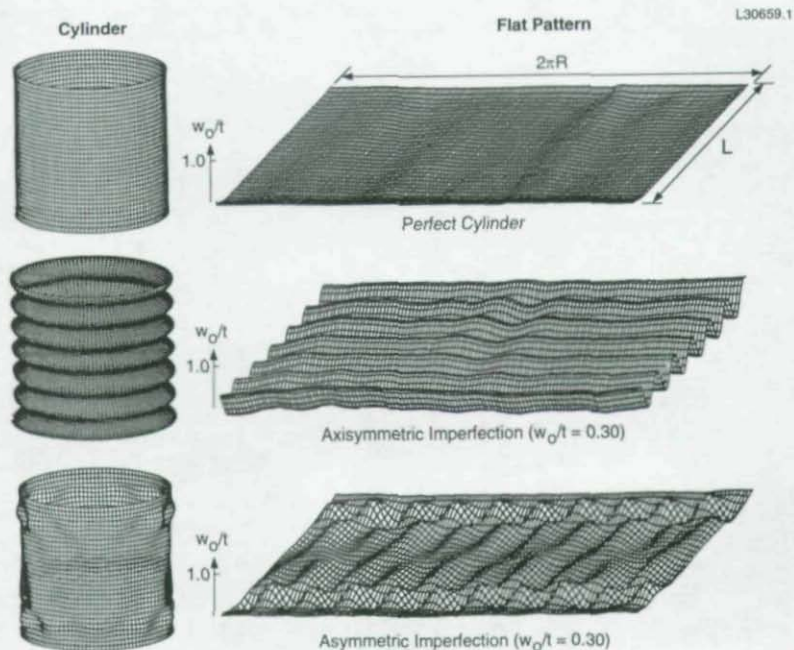 L30659.1
Cylinder
Flat Pattern
2πR
L
w₀/t
1.0
Perfect Cylinder
w₀/t
1.0
Axisymmetric Imperfection (w₀/t = 0.30)
w₀/t
1.0
Asymmetric Imperfection (w₀/t = 0.30)